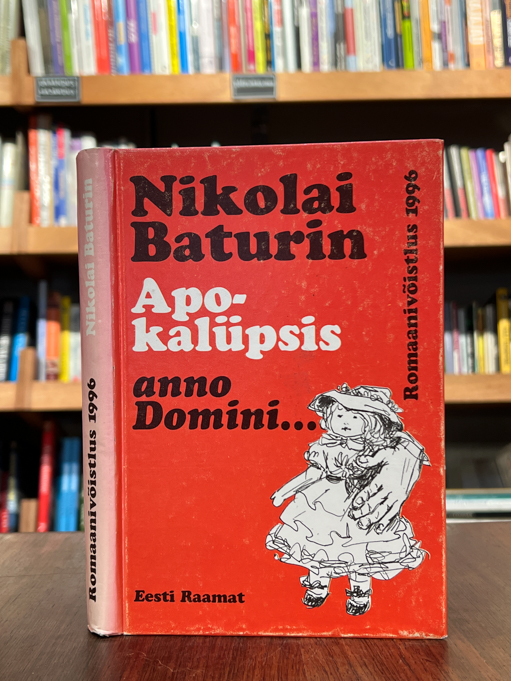 Nikolai
Baturin
Apo-
kalüpsis
anno
Domini...
Romaanivõistlus 1996
Eesti Raamat
Romaanivõistlus 1996 Nikolai Baturin